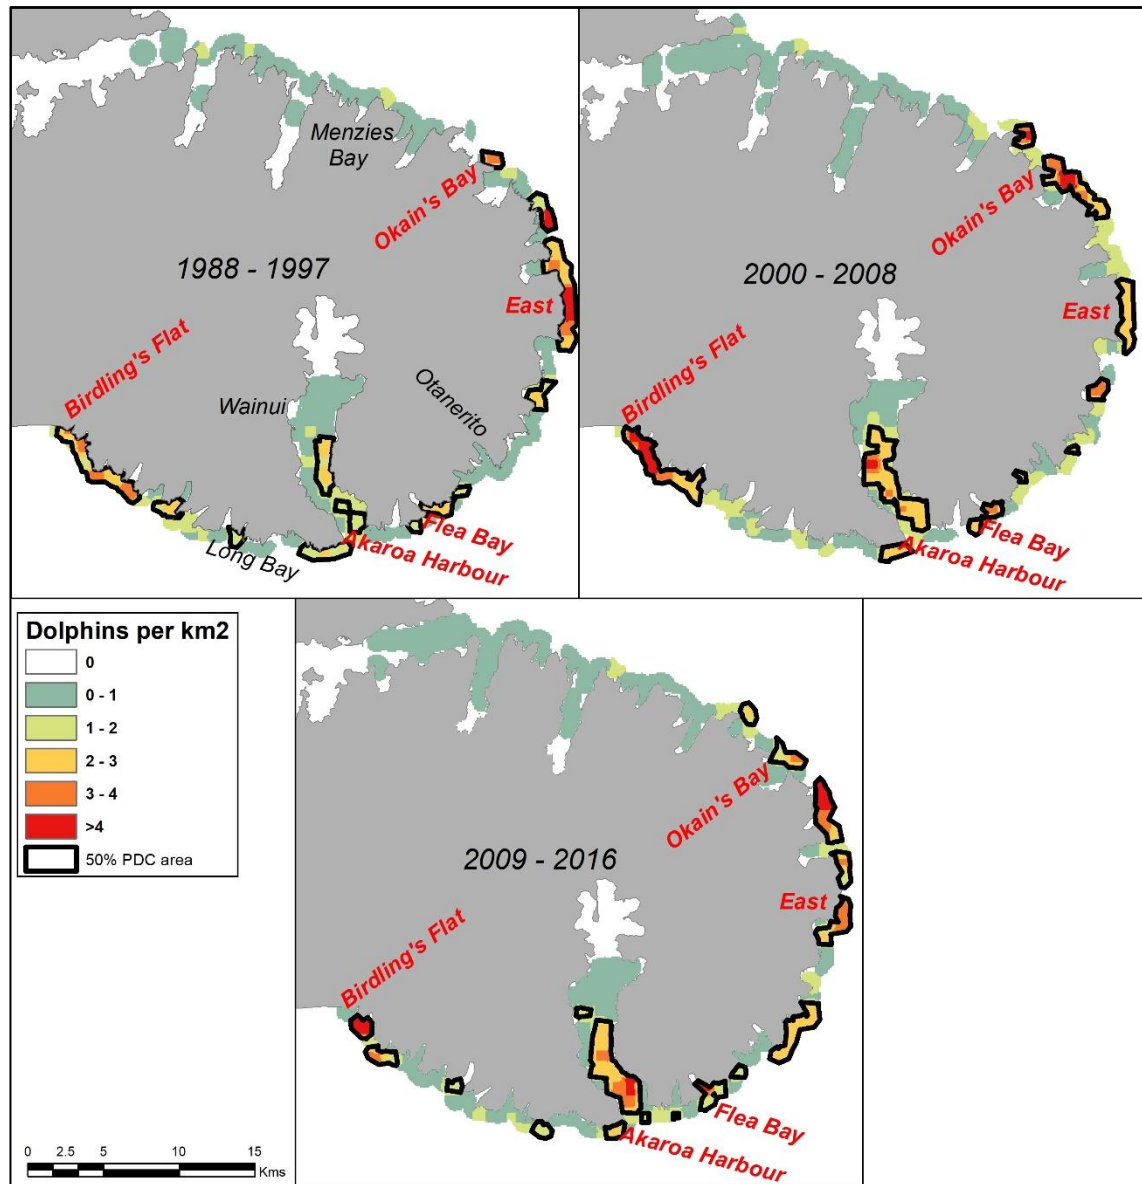 Menzies
Bay
Okain's Bay
1988 - 1997
East
Birdling's Flat
Wainui
Otanerito
Flea Bay
Long Bay
Akaroa Harbour
Okain's Bay
2000 - 2008
East
Birdling's Flat
Flea Bay
Akaroa Harbour
Dolphins per km2
0
0 - 1
1 - 2
2 - 3
3 - 4
>4
50% PDC area
Okain's Bay
2009 - 2016
East
Birdling's Flat
Flea Bay
Akaroa Harbour
0 2.5 5 10 15
Kms